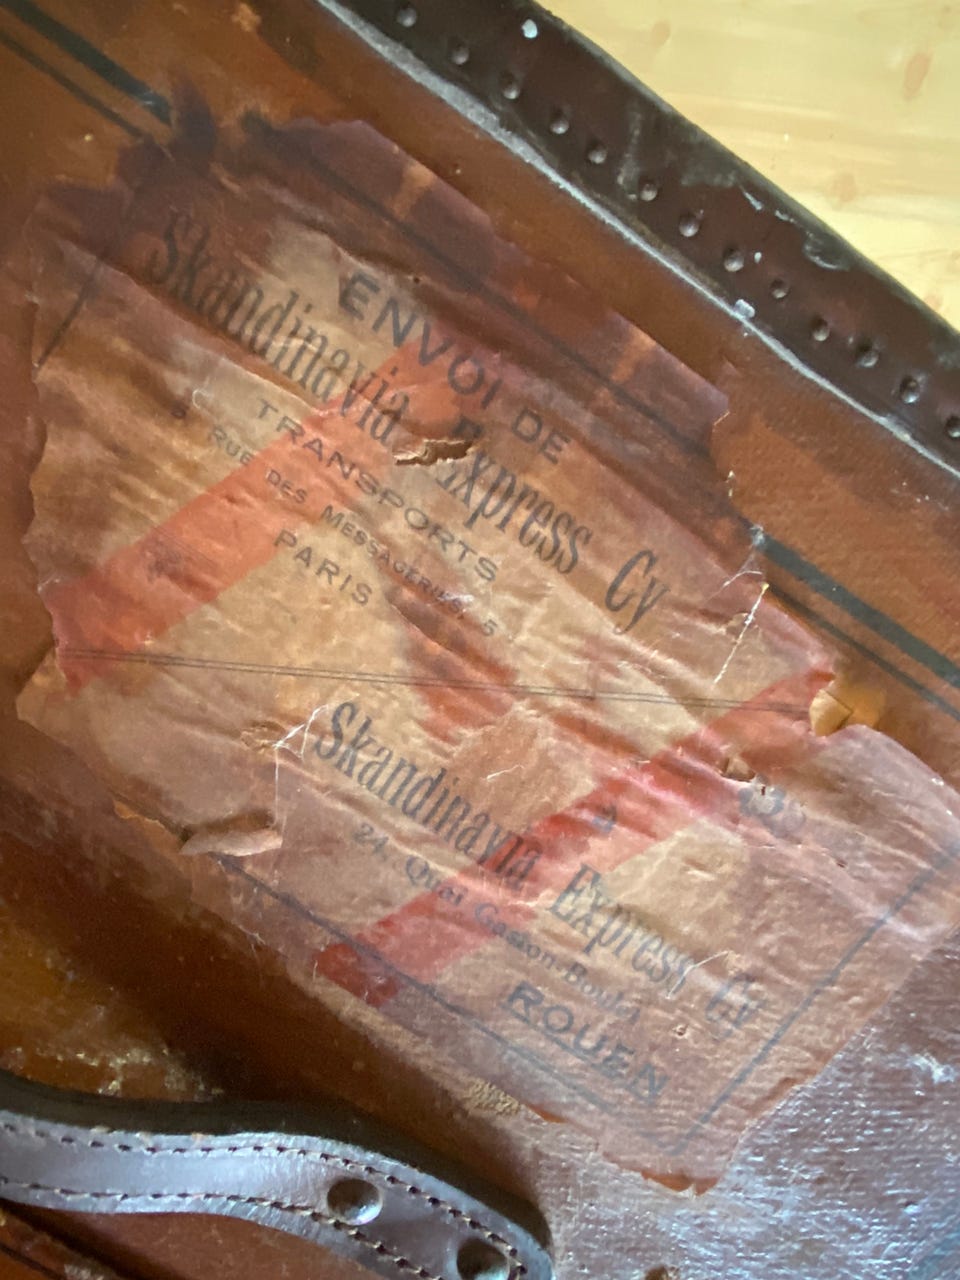 ENVOI DE
Skandinavia Express Cy
TRANSPORTS
5 RUE DES MESSAGERIES, 5
PARIS
Skandinavia Express Cy
24, Quai Gaston-Boulet
ROUEN